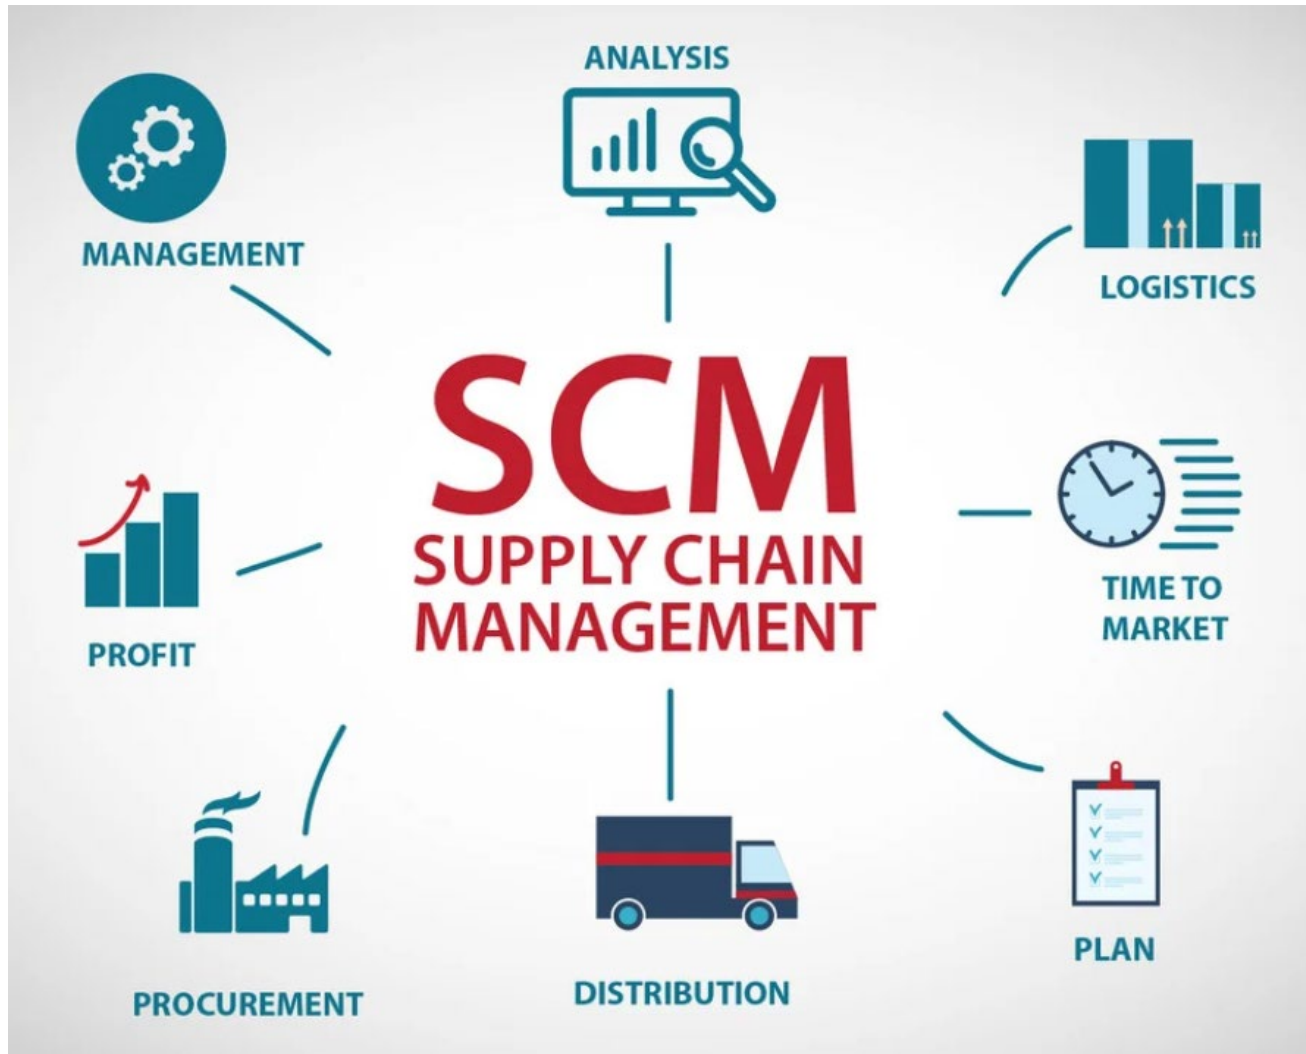 ANALYSIS
MANAGEMENT
LOGISTICS
SCM
SUPPLY CHAIN
MANAGEMENT
TIME TO
MARKET
PROFIT
PLAN
PROCUREMENT
DISTRIBUTION